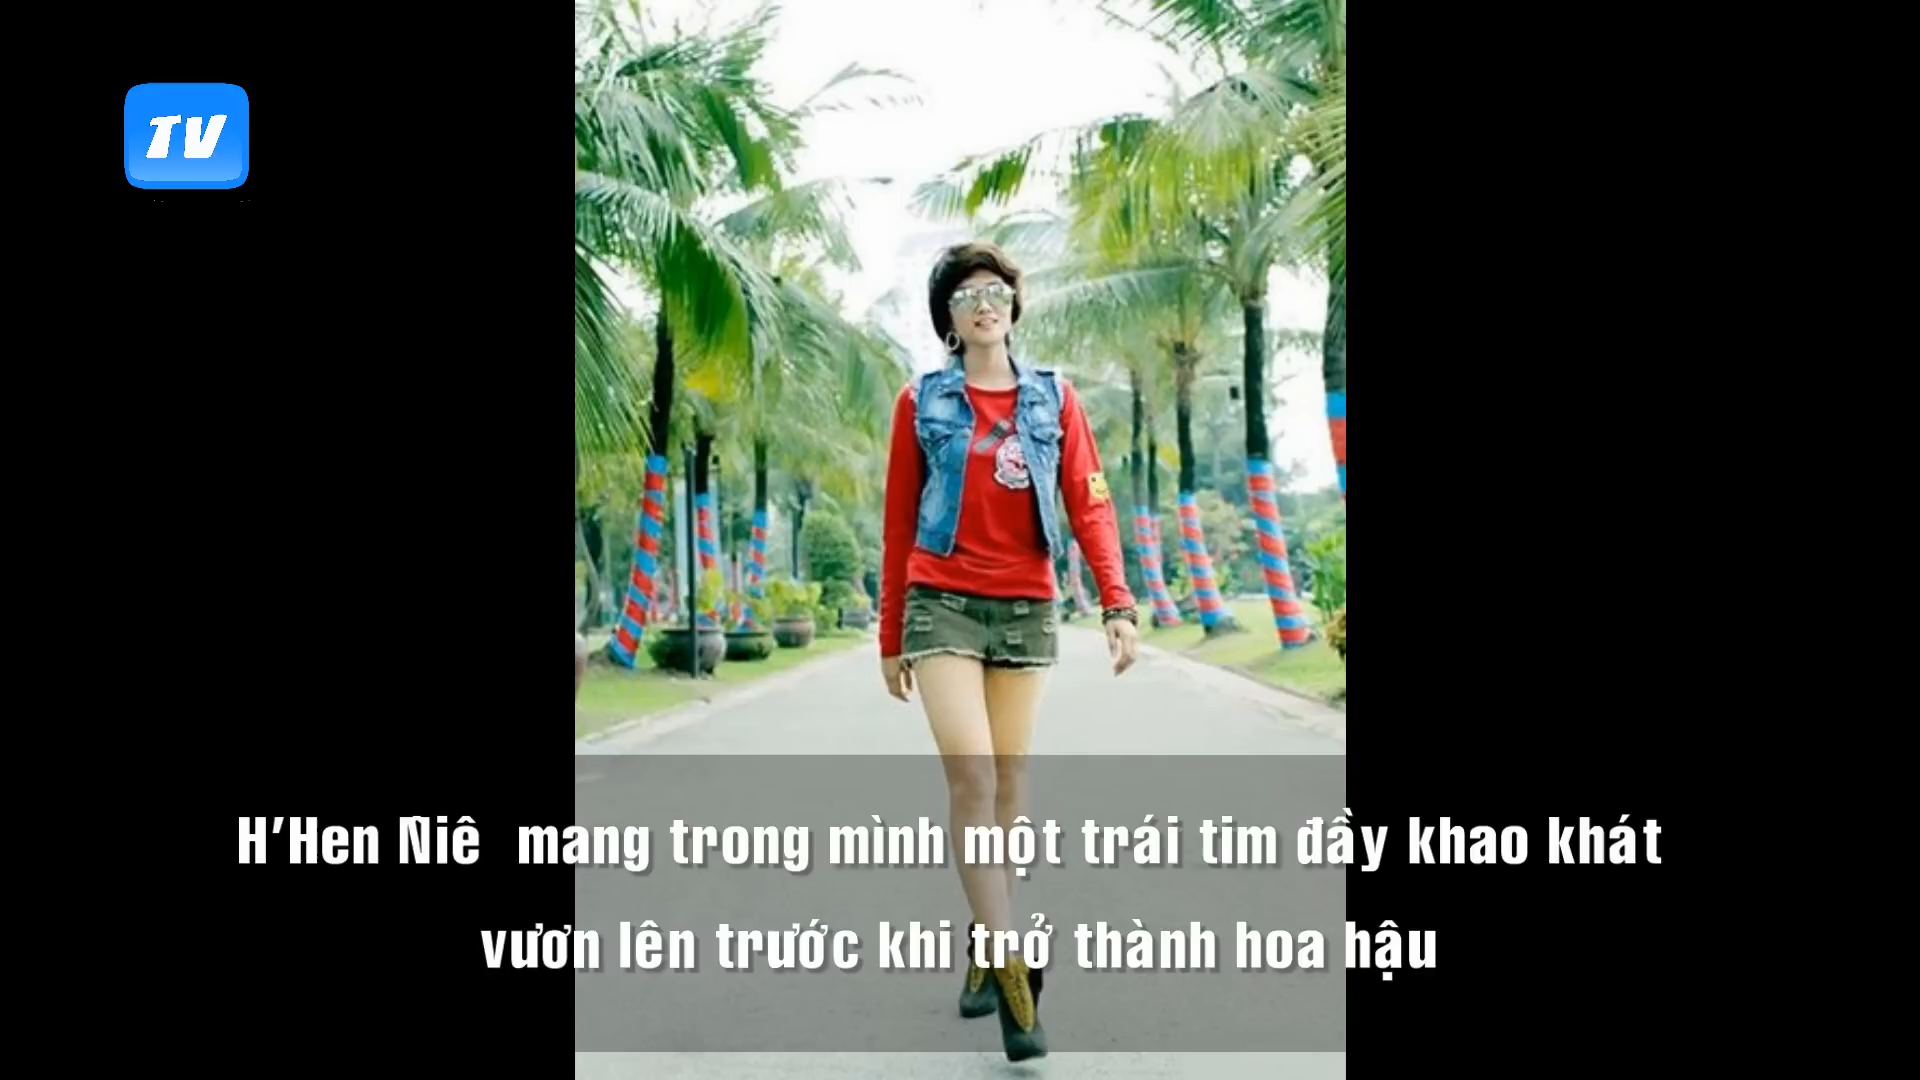 TV
H'Hen Niê mang trong mình một trái tim đầy khao khát
vươn lên trước khi trở thành hoa hậu